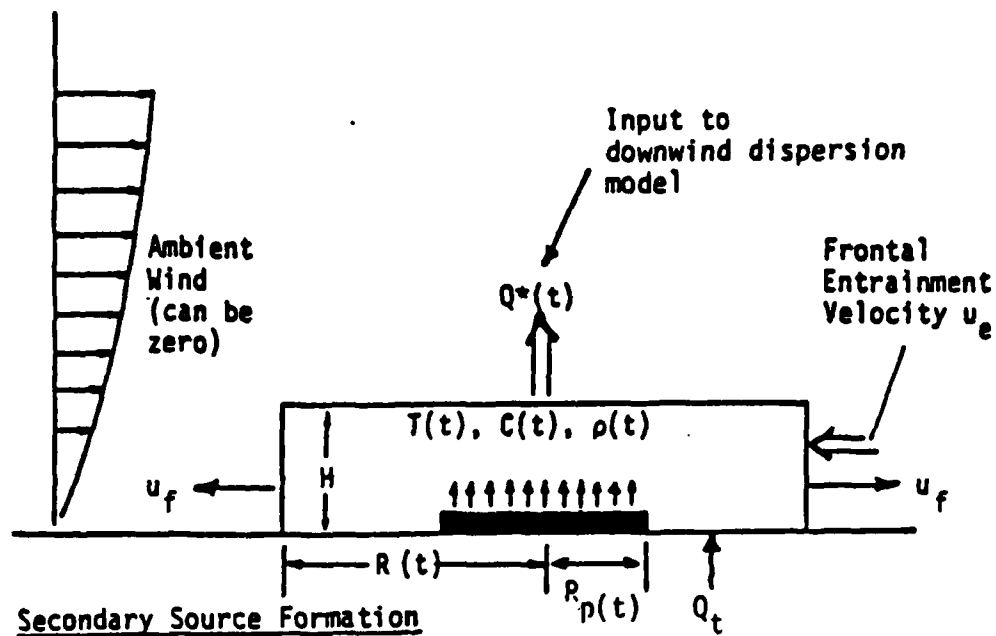 Input to
downwind dispersion
model
Ambient
Wind
(can be
zero)
Frontal
Entrainment
Velocity u_e
Q*(t)
T(t), C(t), ρ(t)
H
u_f
u_f
R(t)
R_p(t)
Q_t
Secondary Source Formation